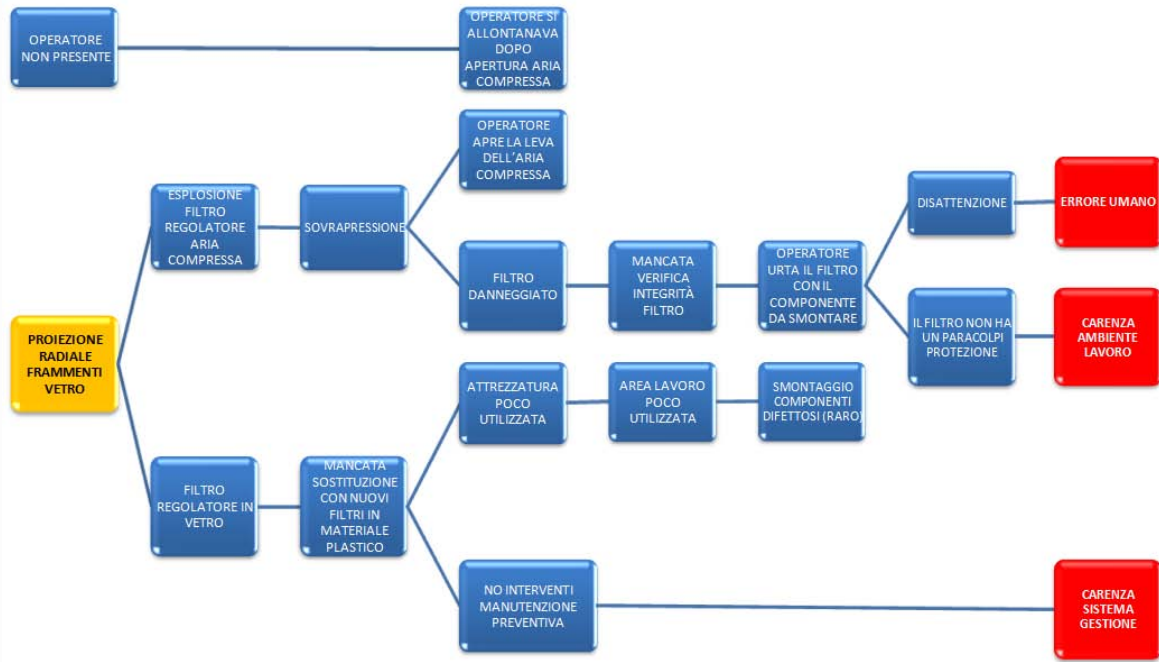 OPERATORE
NON PRESENTE
OPERATORE SI
ALLONTANAVA
DOPO
APERTURA ARIA
COMPRESSA
OPERATORE
APRE LA LEVA
DELL'ARIA
COMPRESSA
ESPLOSIONE
FILTRO
REGOLATORE
ARIA
COMPRESSA
SOVRAPRESSIONE
FILTRO
DANNEGGIATO
MANCATA
VERIFICA
INTEGRITÀ
FILTRO
OPERATORE
URTA IL FILTRO
CON IL
COMPONENTE
DA SMONTARE
DISATTENZIONE
ERRORE UMANO
IL FILTRO NON HA
UN PARACOLPI
PROTEZIONE
CARENZA
AMBIENTE
LAVORO
PROIEZIONE
RADIALE
FRAMMENTI
VETRO
ATTREZZATURA
POCO
UTILIZZATA
AREA LAVORO
POCO
UTILIZZATA
SMONTAGGIO
COMPONENTI
DIFETTOSI (RARO)
FILTRO
REGOLATORE IN
VETRO
MANCATA
SOSTITUZIONE
CON NUOVI
FILTRI IN
MATERIALE
PLASTICO
NO INTERVENTI
MANUTENZIONE
PREVENTIVA
CARENZA
SISTEMA
GESTIONE